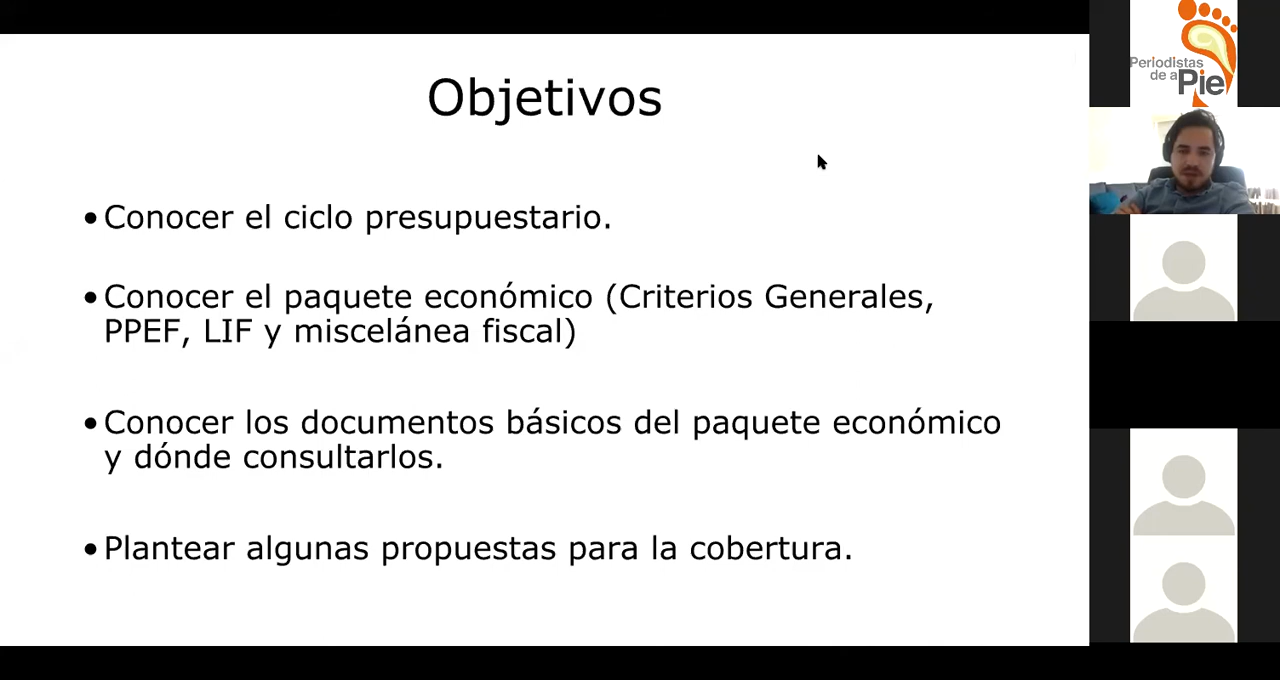 Objetivos
•Conocer el ciclo presupuestario.
•Conocer el paquete económico (Criterios Generales,
PPEF, LIF y miscelánea fiscal)
•Conocer los documentos básicos del paquete económico
y dónde consultarlos.
•Plantear algunas propuestas para la cobertura.
Periodistas
de a Pie